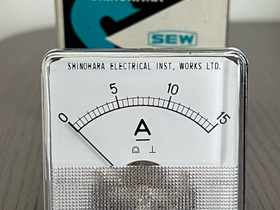 SEW
SHINOHARA ELECTRICAL INST. WORKS LTD.
0 5 10 15
A